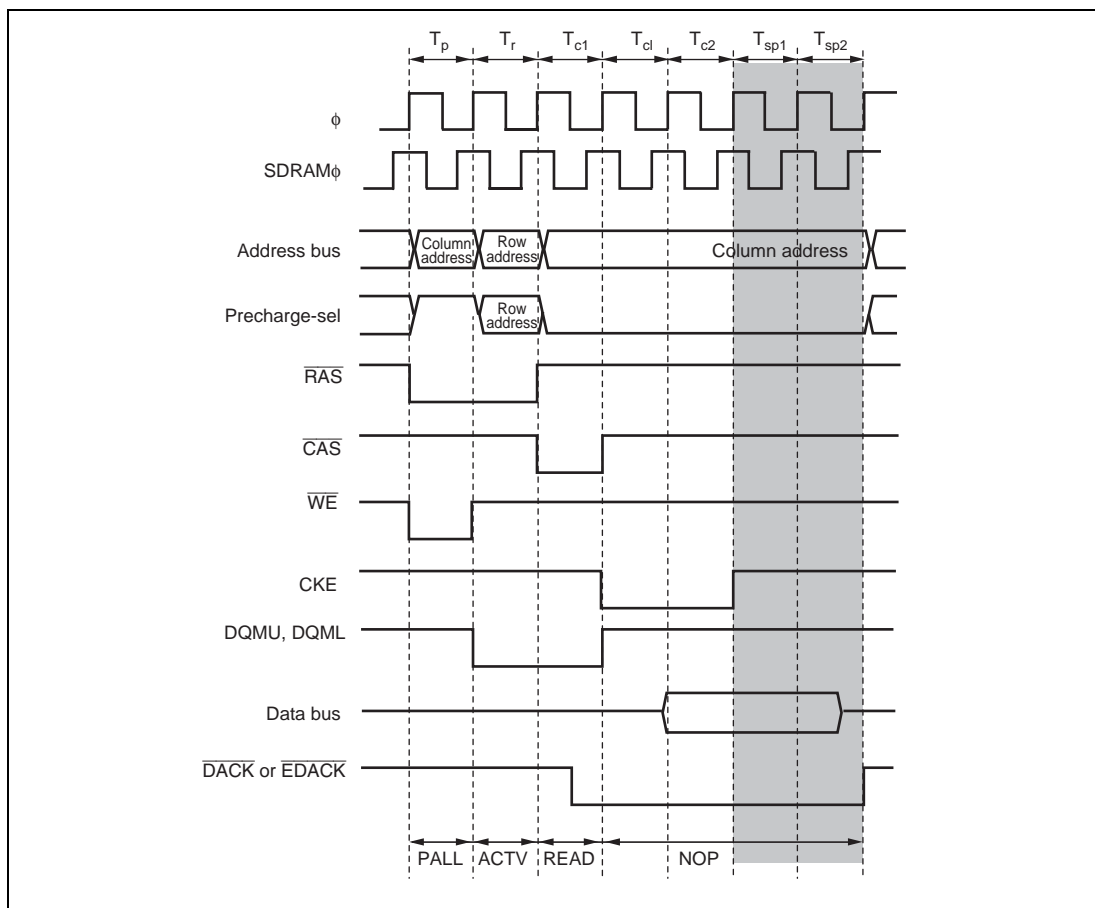 Tp Tr Tc1 Tcl Tc2 Tsp1 Tsp2
ϕ
SDRAMϕ
Address bus
Column
address
Row
address
Column address
Precharge-sel
Row
address
RAS
CAS
WE
CKE
DQMU, DQML
Data bus
DACK or EDACK
PALL ACTV READ NOP